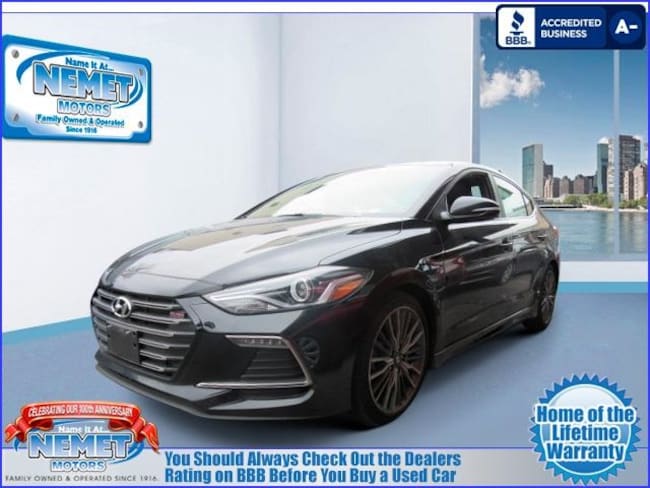 Name It At...
NEMET
MOTORS
Family Owned & Operated
Since 1916
BBB
ACCREDITED
BUSINESS
A-
CELEBRATING OUR 100th ANNIVERSARY
Name It At...
NEMET
MOTORS
FAMILY OWNED & OPERATED SINCE 1916.
You Should Always Check Out the Dealers
Rating on BBB Before You Buy a Used Car
Home of the
Lifetime
Warranty